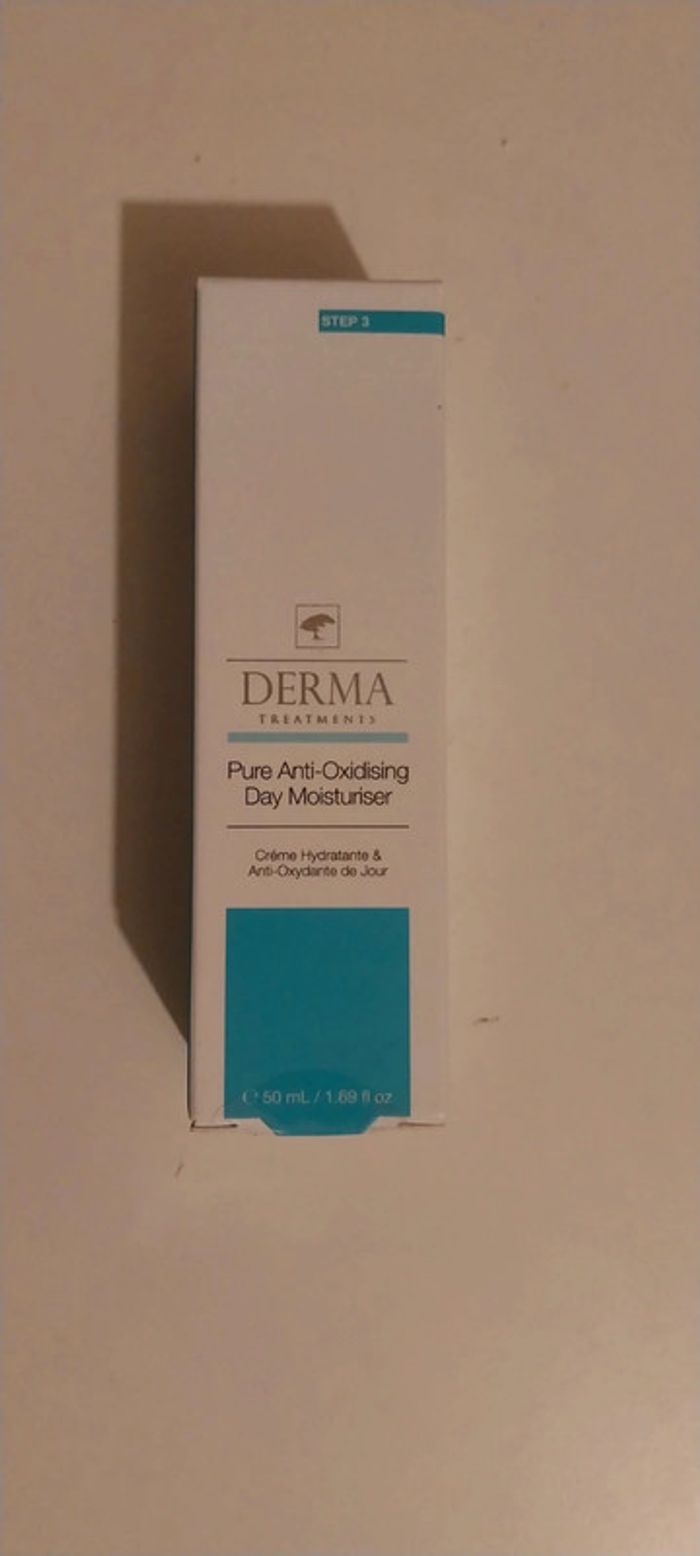 STEP 3
DERMA
TREATMENTS
Pure Anti-Oxidising
Day Moisturiser
Créme Hydratante &
Anti-Oxydante de Jour
℮ 50 mL / 1.69 fl oz